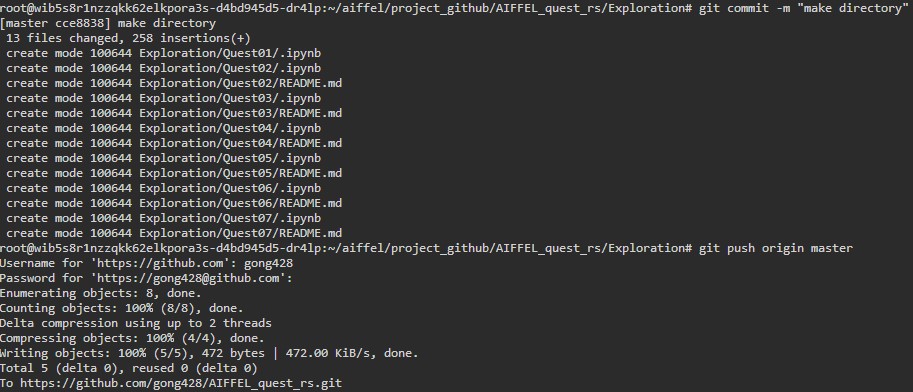 root@wib5s8r1nzzqkk62elkpora3s-d4bd945d5-dr4lp:~/aiffel/project_github/AIFFEL_quest_rs/Exploration# git commit -m "make directory"
[master cce8838] make directory
13 files changed, 258 insertions(+)
create mode 100644 Exploration/Quest01/.ipynb
create mode 100644 Exploration/Quest02/.ipynb
create mode 100644 Exploration/Quest02/README.md
create mode 100644 Exploration/Quest03/.ipynb
create mode 100644 Exploration/Quest03/README.md
create mode 100644 Exploration/Quest04/.ipynb
create mode 100644 Exploration/Quest04/README.md
create mode 100644 Exploration/Quest05/.ipynb
create mode 100644 Exploration/Quest05/README.md
create mode 100644 Exploration/Quest06/.ipynb
create mode 100644 Exploration/Quest06/README.md
create mode 100644 Exploration/Quest07/.ipynb
create mode 100644 Exploration/Quest07/README.md
root@wib5s8r1nzzqkk62elkpora3s-d4bd945d5-dr4lp:~/aiffel/project_github/AIFFEL_quest_rs/Exploration# git push origin master
Username for 'https://github.com': gong428
Password for 'https://gong428@github.com':
Enumerating objects: 8, done.
Counting objects: 100% (8/8), done.
Delta compression using up to 2 threads
Compressing objects: 100% (4/4), done.
Writing objects: 100% (5/5), 472 bytes | 472.00 KiB/s, done.
Total 5 (delta 0), reused 0 (delta 0)
To https://github.com/gong428/AIFFEL_quest_rs.git